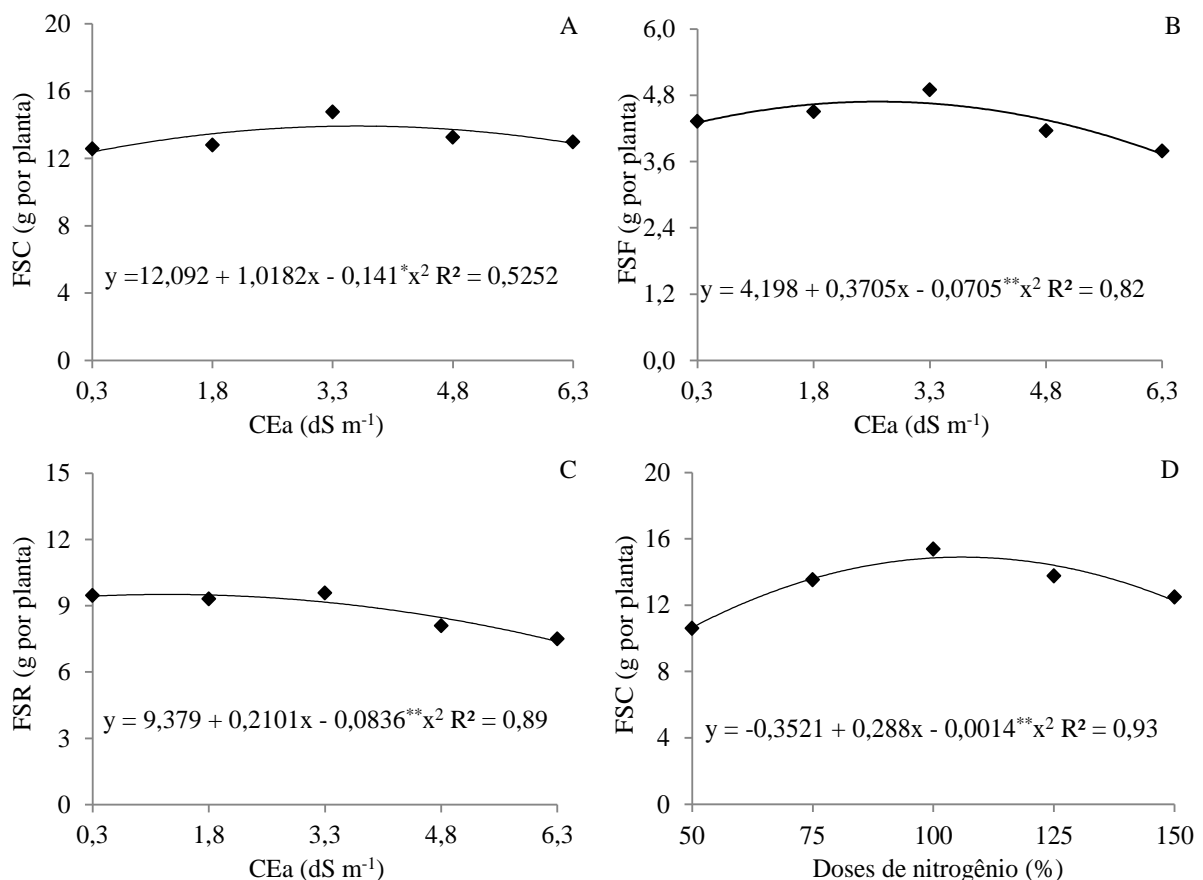 A
20
16
12
8
4
0
FSC (g por planta)
y =12,092 + 1,0182x - 0,141*x² R² = 0,5252
0,3 1,8 3,3 4,8 6,3
CEa (dS m⁻¹)
B
6,0
4,8
3,6
2,4
1,2
0,0
FSF (g por planta)
y = 4,198 + 0,3705x - 0,0705**x² R² = 0,82
0,3 1,8 3,3 4,8 6,3
CEa (dS m⁻¹)
C
15
12
9
6
3
0
FSR (g por planta)
y = 9,379 + 0,2101x - 0,0836**x² R² = 0,89
0,3 1,8 3,3 4,8 6,3
CEa (dS m⁻¹)
D
20
16
12
8
4
0
FSC (g por planta)
y = -0,3521 + 0,288x - 0,0014**x² R² = 0,93
50 75 100 125 150
Doses de nitrogênio (%)